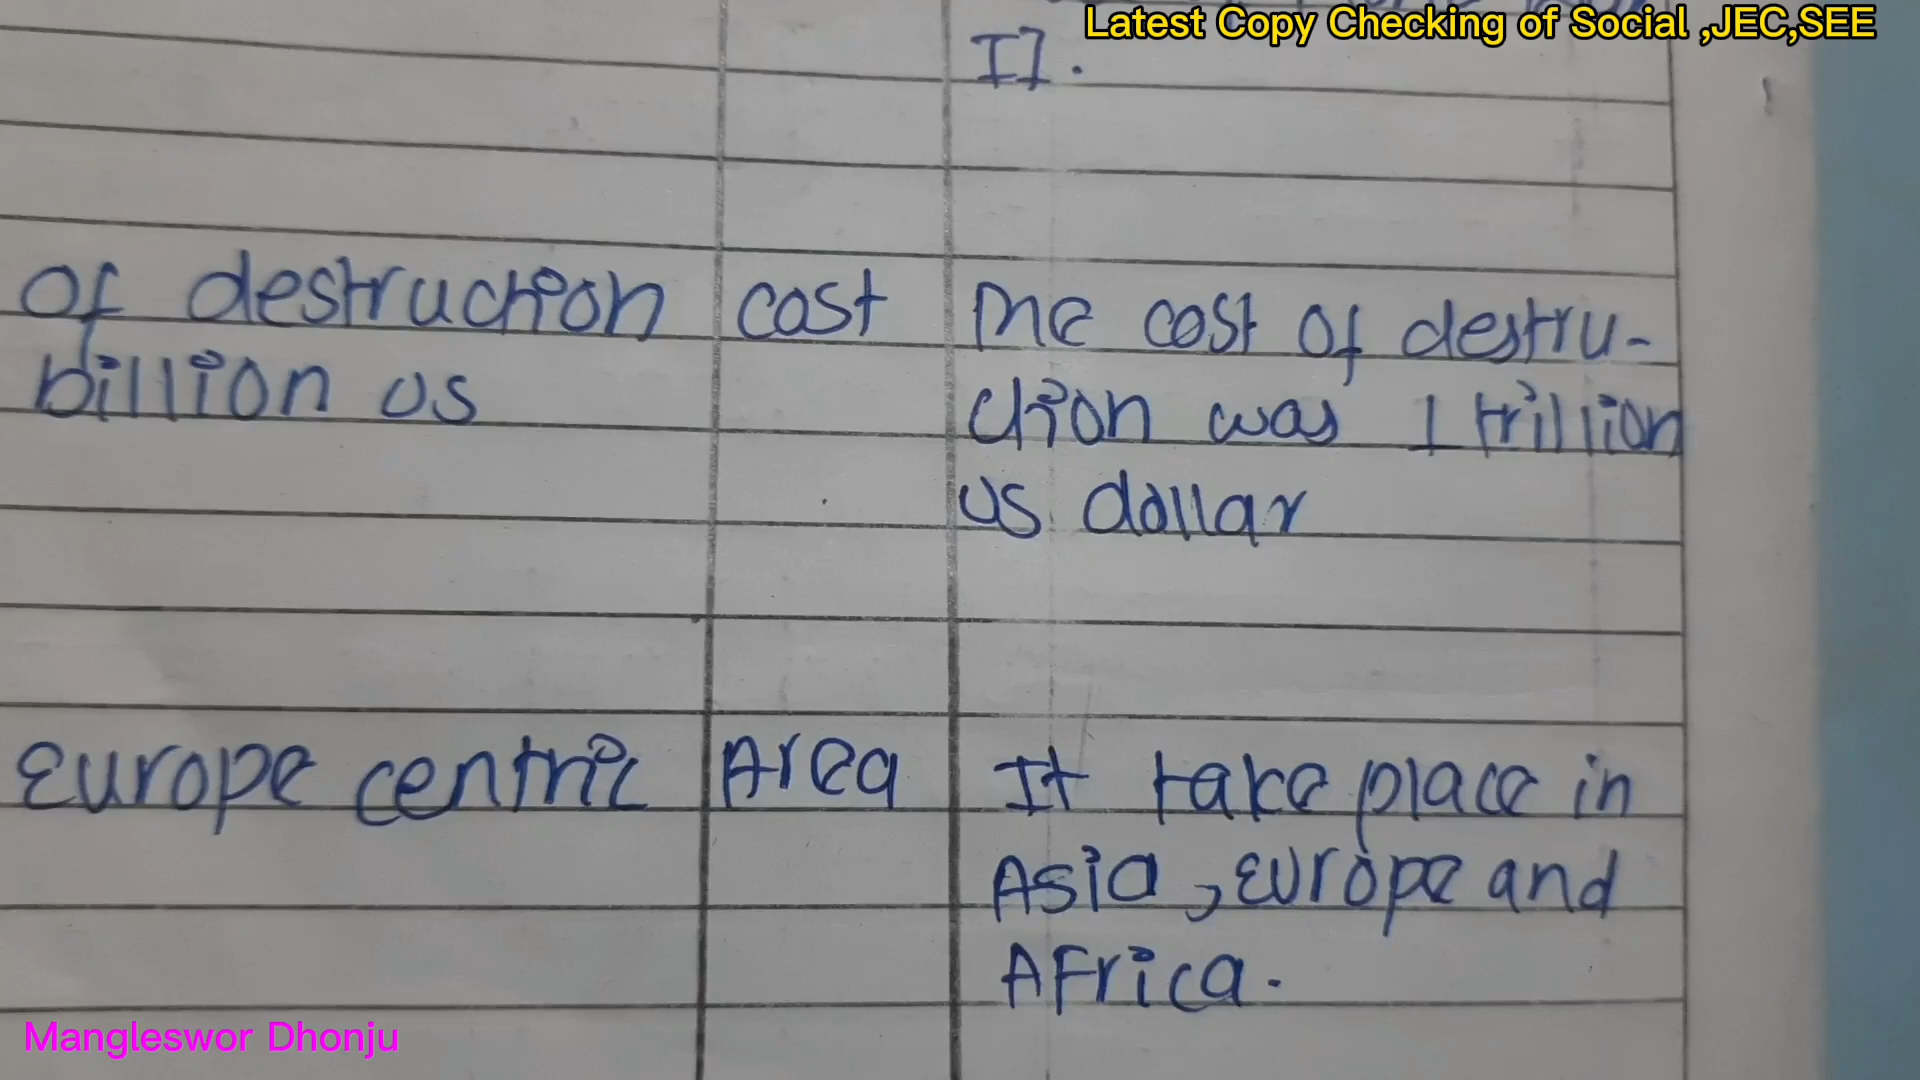 Latest Copy Checking of Social ,JEC,SEE
II.
of destruction cost The cost of destru-
billion US ction was 1 trillion
US dollar
Europe centric Area It take place in
Asia, Europe and
Africa.
Mangleswor Dhonju